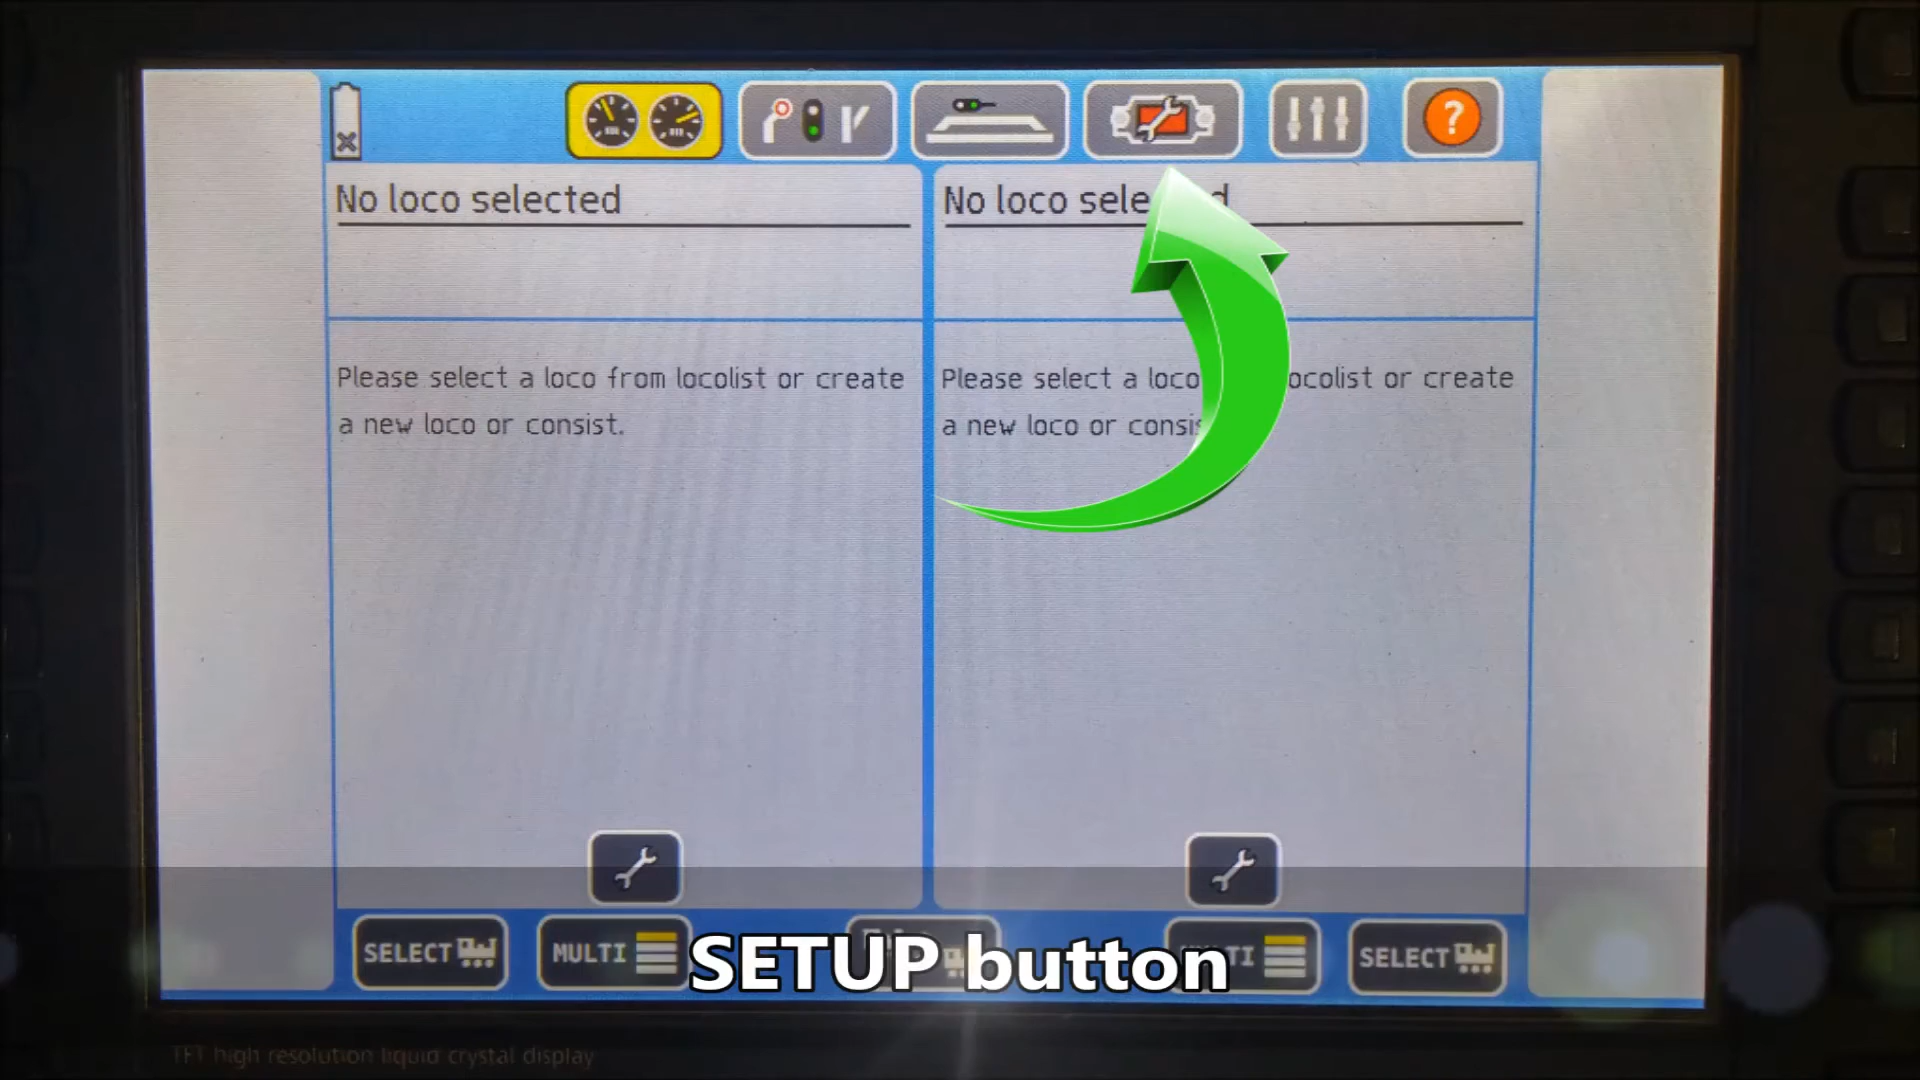 ?
No loco selected
No loco sele d
Please select a loco from locolist or create
a new loco or consist.
Please select a loco ocolist or create
a new loco or consis
SELECT
MULTI
TI
SELECT
SETUP button
TFT high resolution liquid crystal display